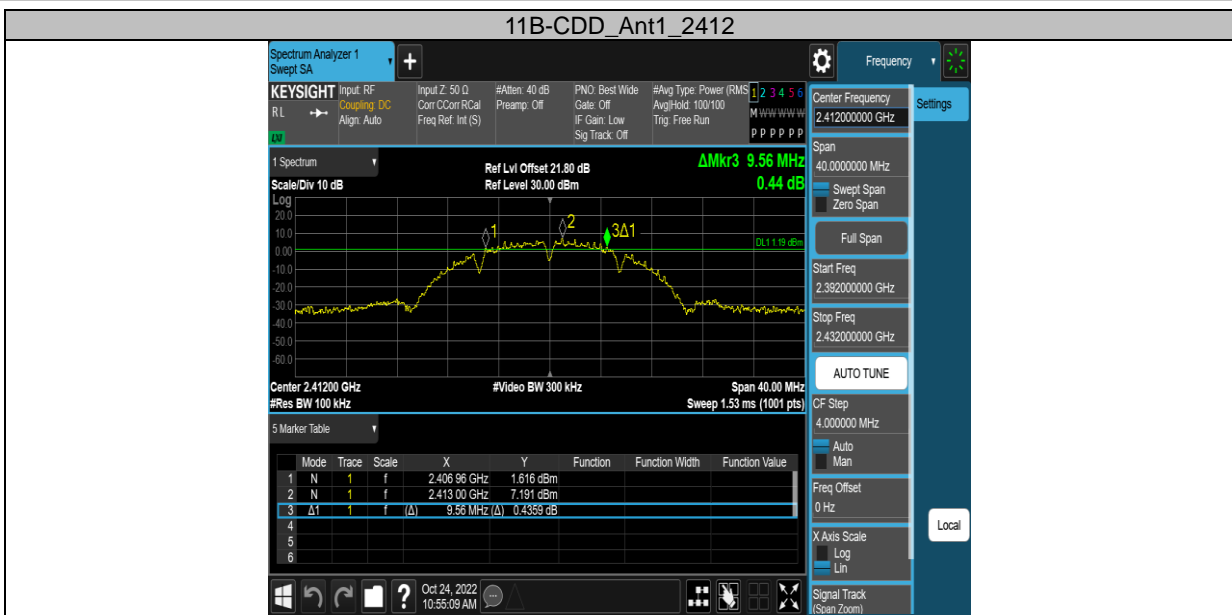 11B-CDD_Ant1_2412
Spectrum Analyzer 1
Swept SA
Frequency
KEYSIGHT
RL
LXI
Input: RF
Coupling: DC
Align: Auto
Input Z: 50 Ω
Corr CCorr RCal
Freq Ref: Int (S)
#Atten: 40 dB
Preamp: Off
PNO: Best Wide
Gate: Off
IF Gain: Low
Sig Track: Off
#Avg Type: Power (RMS
Avg|Hold: 100/100
Trig: Free Run
1 2 3 4 5 6
M W W W W W
P P P P P P
1 Spectrum
Scale/Div 10 dB
Ref Lvl Offset 21.80 dB
Ref Level 30.00 dBm
ΔMkr3 9.56 MHz
0.44 dB
Log
20.0
10.0
0.00
-10.0
-20.0
-30.0
-40.0
-50.0
-60.0
1
2
3Δ1
DL1 1.19 dBm
Center 2.41200 GHz
#Video BW 300 kHz
Span 40.00 MHz
#Res BW 100 kHz
Sweep 1.53 ms (1001 pts)
5 Marker Table
Mode Trace Scale X Y Function Function Width Function Value
1 N 1 f 2.406 96 GHz 1.616 dBm
2 N 1 f 2.413 00 GHz 7.191 dBm
3 Δ1 1 f (Δ) 9.56 MHz (Δ) 0.4359 dB
4
5
6
?
Oct 24, 2022
10:55:09 AM
Center Frequency
2.412000000 GHz
Settings
Span
40.0000000 MHz
Swept Span
Zero Span
Full Span
Start Freq
2.392000000 GHz
Stop Freq
2.432000000 GHz
AUTO TUNE
CF Step
4.000000 MHz
Auto
Man
Freq Offset
0 Hz
Local
X Axis Scale
Log
Lin
Signal Track
(Span Zoom)